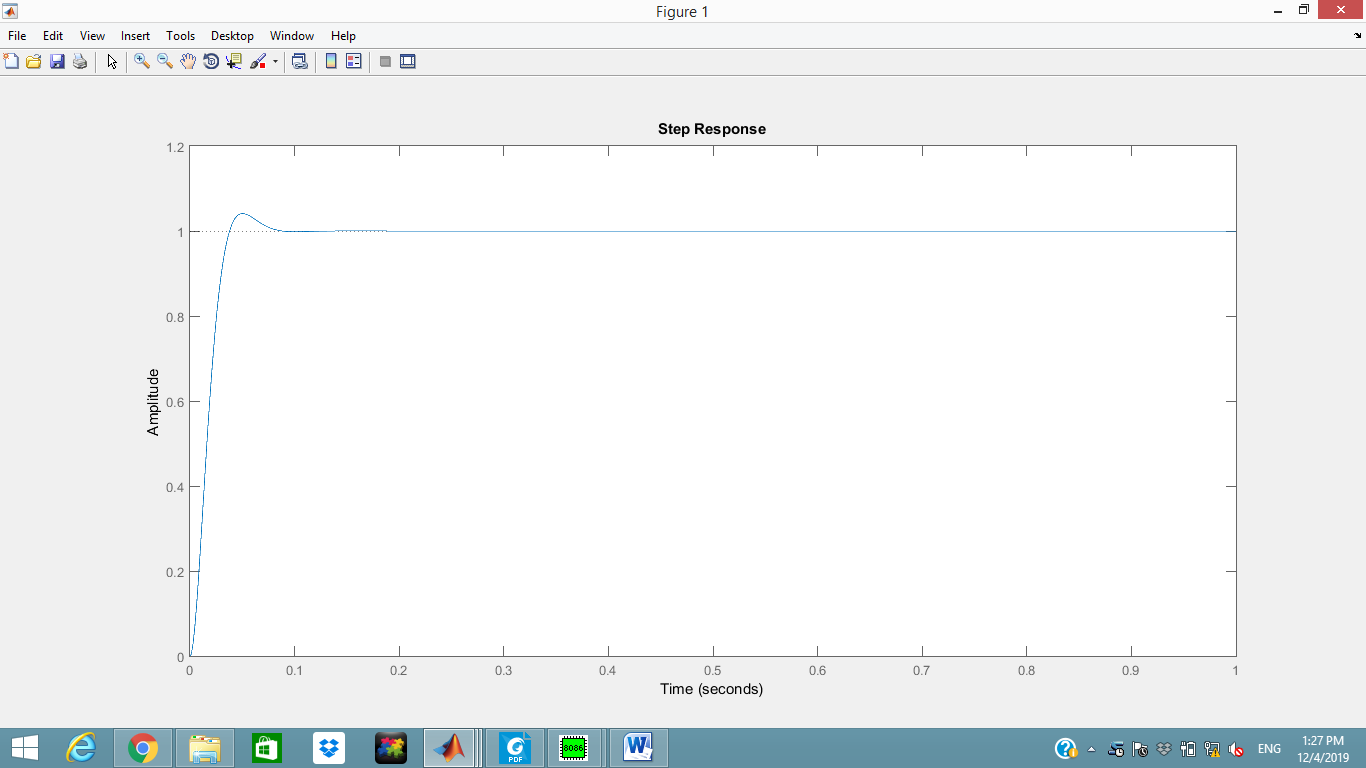 Figure 1
File Edit View Insert Tools Desktop Window Help
Step Response
1.2
1
0.8
0.6
0.4
0.2
0
Amplitude
0 0.1 0.2 0.3 0.4 0.5 0.6 0.7 0.8 0.9 1
Time (seconds)
PDF
8086
W
ENG
1:27 PM
12/4/2019